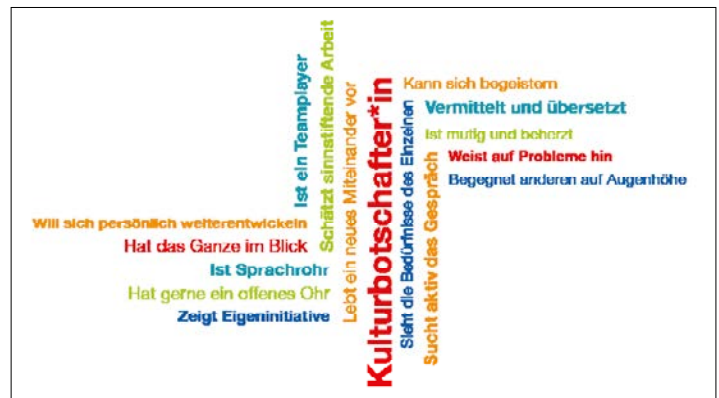 Ist ein Teamplayer
Schätzt sinnstiftende Arbeit
Lebt ein neues Miteinander vor
Kulturbotschafter*in
Sieht die Bedürfnisse des Einzelnen
Sucht aktiv das Gespräch
Kann sich begeistern
Vermittelt und übersetzt
Ist mutig und beherzt
Weist auf Probleme hin
Begegnet anderen auf Augenhöhe
Will sich persönlich weiterentwickeln
Hat das Ganze im Blick
Ist Sprachrohr
Hat gerne ein offenes Ohr
Zeigt Eigeninitiative